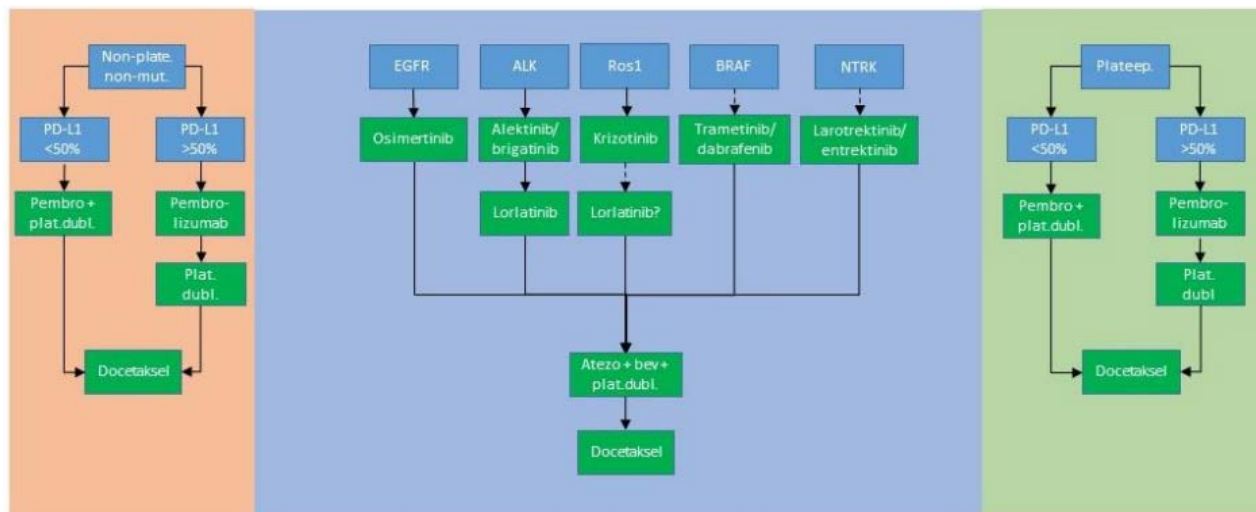 Non-plate.
non-mut.
PD-L1
<50%
PD-L1
>50%
Pembro +
plat.dubl.
Pembro-
lizumab
Plat.
dubl.
Docetaksel
EGFR
ALK
Ros1
BRAF
NTRK
Osimertinib
Alektinib/
brigatinib
Krizotinib
Trametinib/
dabrafenib
Larotrektinib/
entrektinib
Lorlatinib
Lorlatinib?
Atezo + bev +
plat.dubl.
Docetaksel
Plateep.
PD-L1
<50%
PD-L1
>50%
Pembro +
plat.dubl.
Pembro-
lizumab
Plat.
dubl
Docetaksel